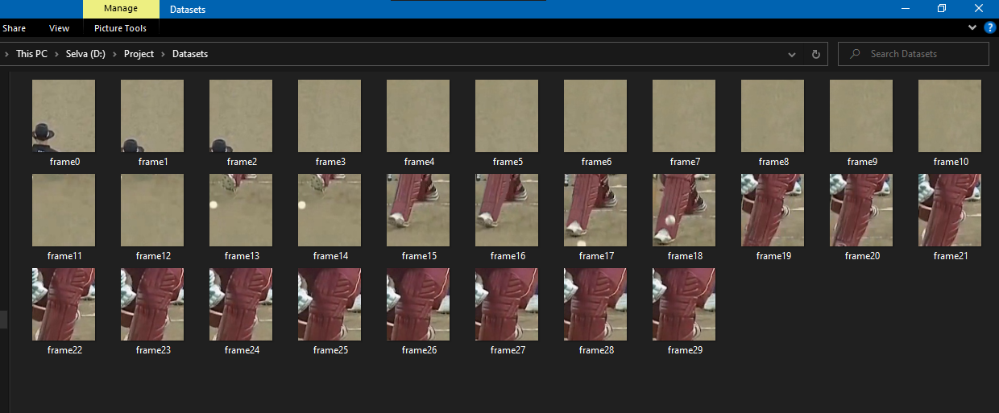 Manage
Datasets
Share
View
Picture Tools
?
This PC
Selva (D:)
Project
Datasets
Search Datasets
frame0
frame1
frame2
frame3
frame4
frame5
frame6
frame7
frame8
frame9
frame10
frame11
frame12
frame13
frame14
frame15
frame16
frame17
frame18
frame19
frame20
frame21
frame22
frame23
frame24
frame25
frame26
frame27
frame28
frame29